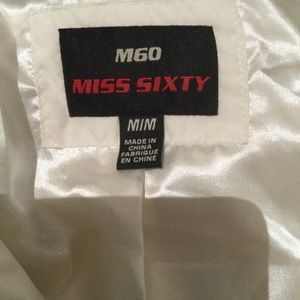 M60
MISS SIXTY
M/M
MADE IN
CHINA
FABRIQUE
EN CHINE